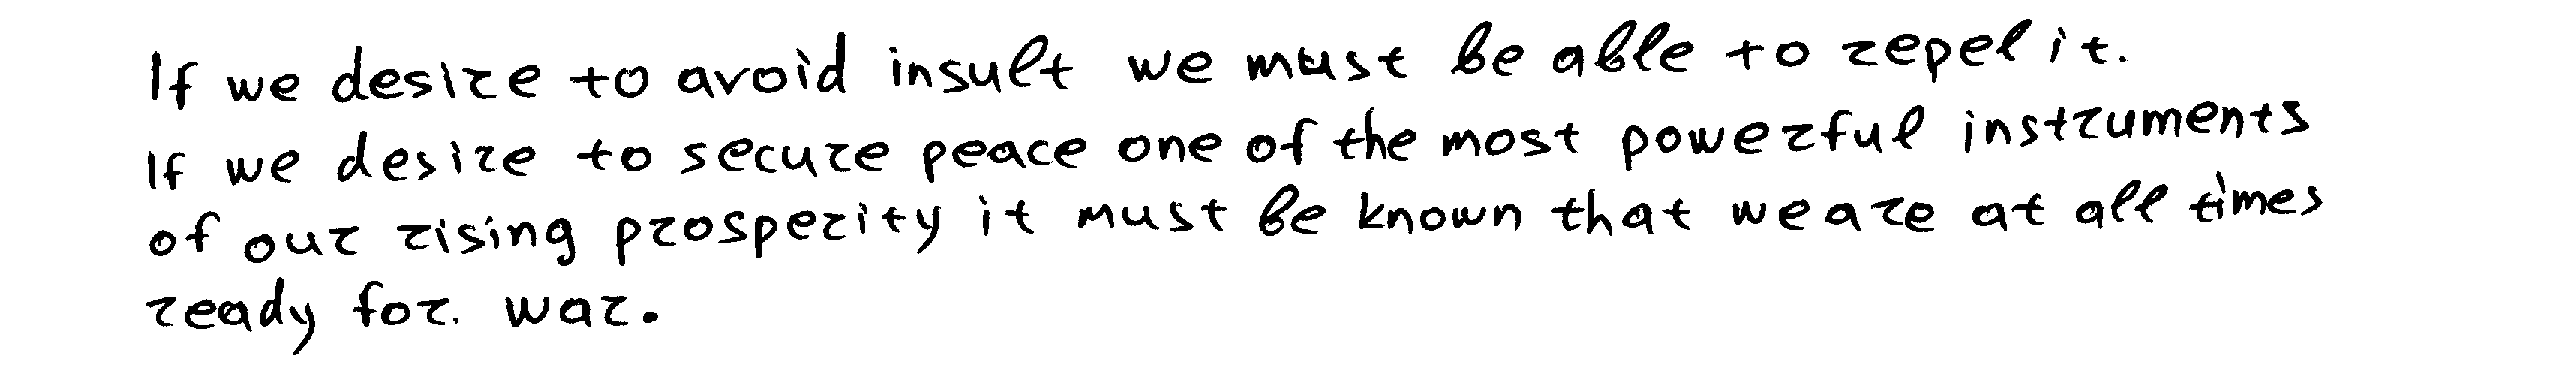 If we desire to avoid insult we must be able to repel it.
If we desire to secure peace one of the most powerful instruments
of our rising prosperity it must be known that we are at all times
ready for. war.